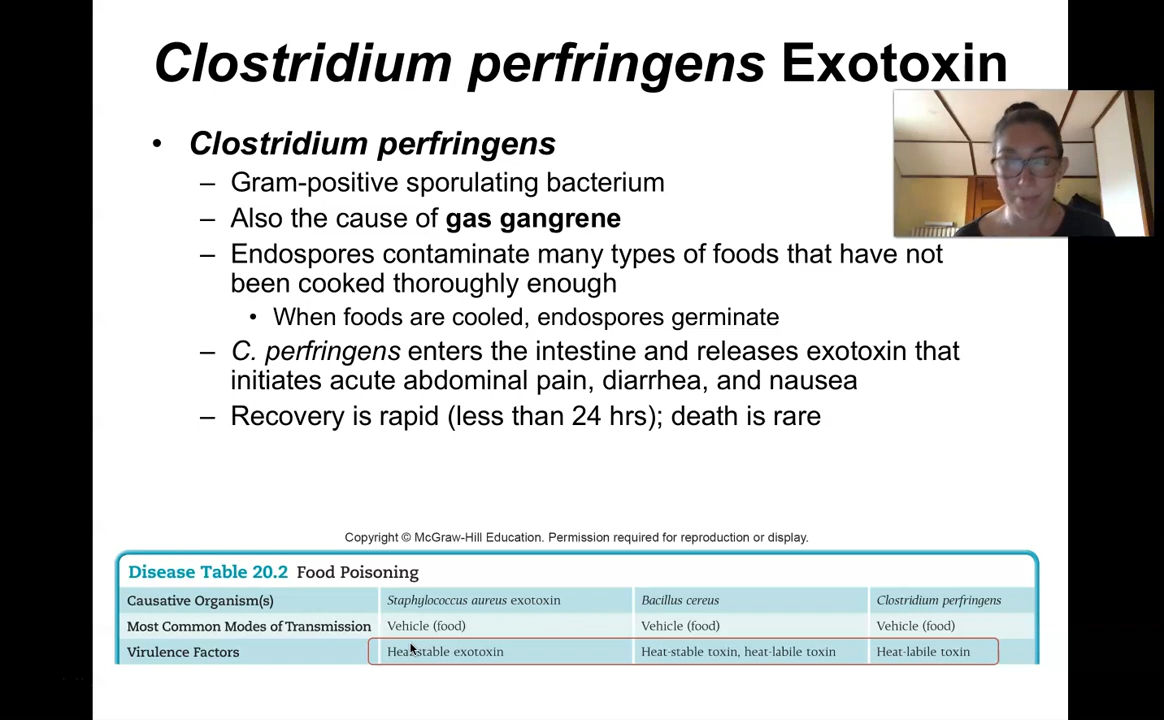 Clostridium perfringens Exotoxin
• Clostridium perfringens
– Gram-positive sporulating bacterium
– Also the cause of gas gangrene
– Endospores contaminate many types of foods that have not
been cooked thoroughly enough
• When foods are cooled, endospores germinate
– C. perfringens enters the intestine and releases exotoxin that
initiates acute abdominal pain, diarrhea, and nausea
– Recovery is rapid (less than 24 hrs); death is rare
Copyright © McGraw-Hill Education. Permission required for reproduction or display.
Disease Table 20.2 Food Poisoning
Causative Organism(s) Staphylococcus aureus exotoxin Bacillus cereus Clostridium perfringens
Most Common Modes of Transmission Vehicle (food) Vehicle (food) Vehicle (food)
Virulence Factors Heat-stable exotoxin Heat-stable toxin, heat-labile toxin Heat-labile toxin